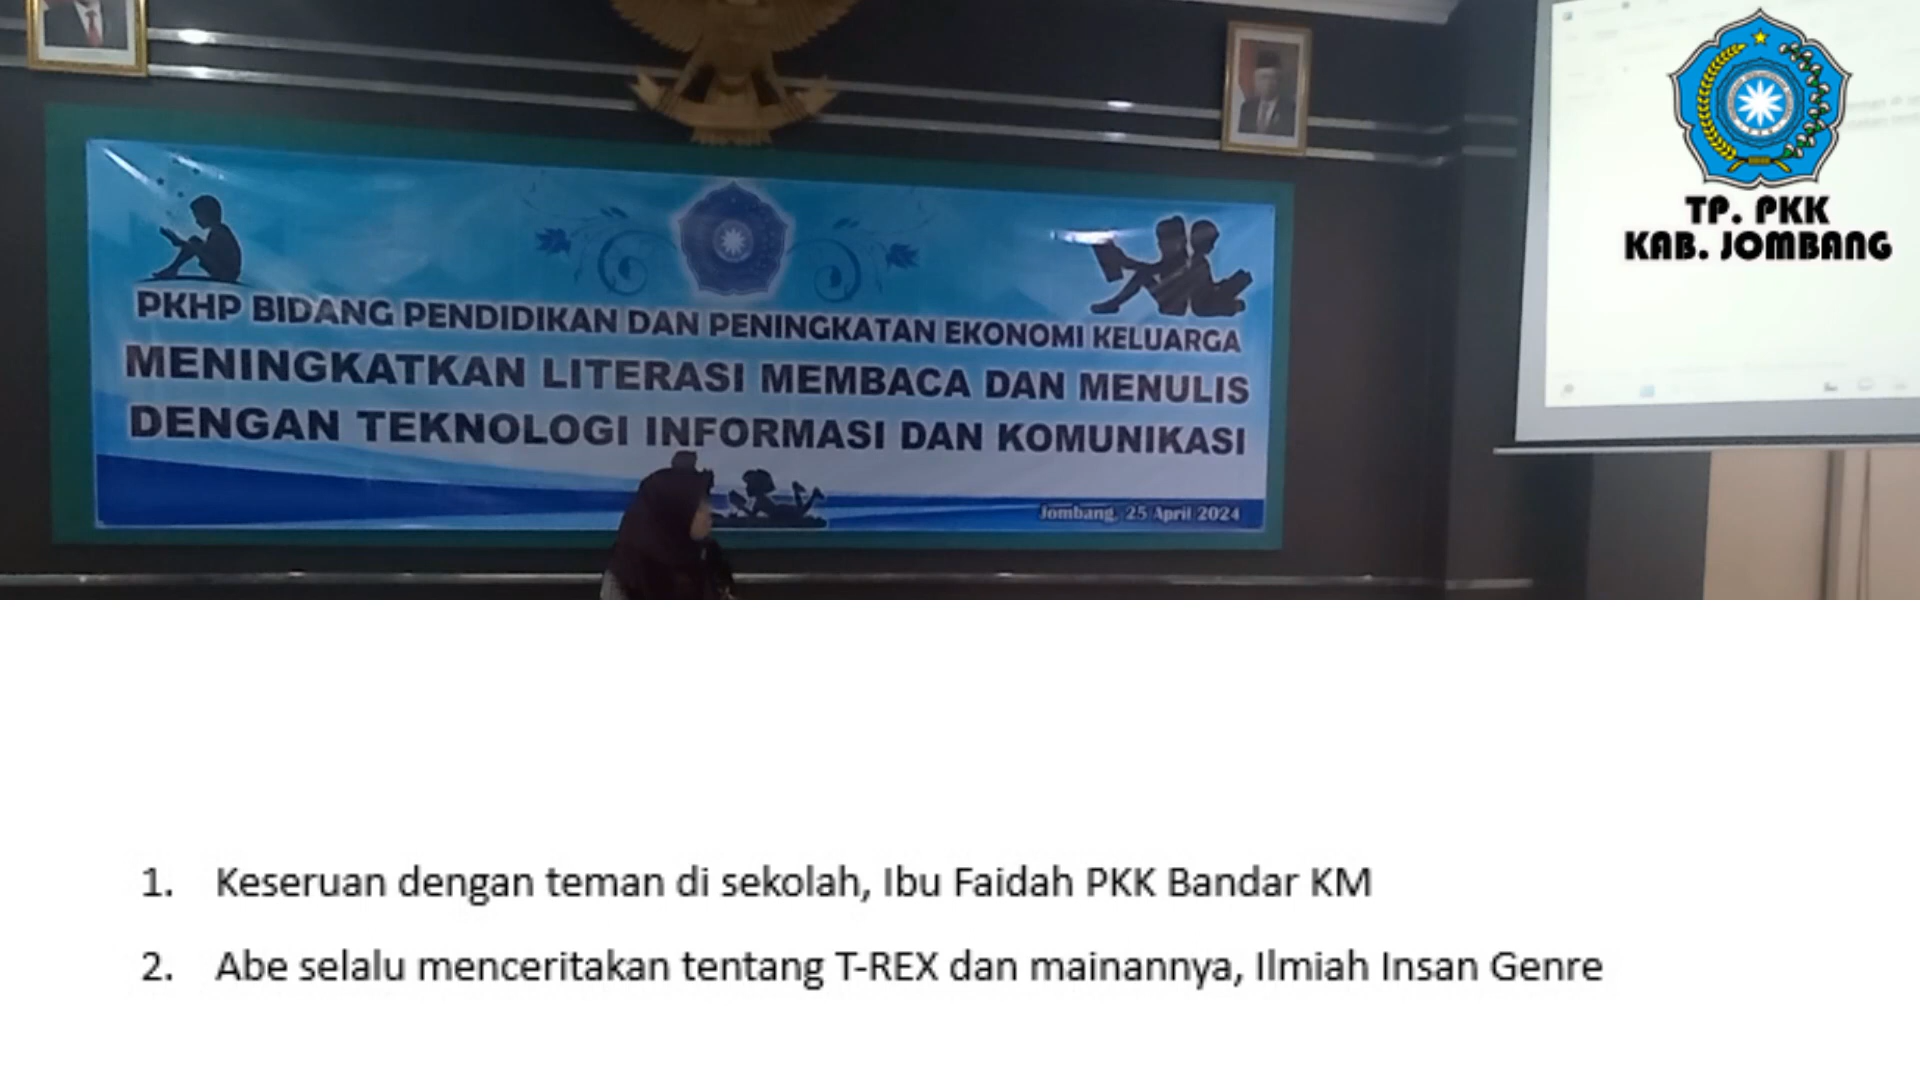 TP. PKK
KAB. JOMBANG
PKHP BIDANG PENDIDIKAN DAN PENINGKATAN EKONOMI KELUARGA
MENINGKATKAN LITERASI MEMBACA DAN MENULIS
DENGAN TEKNOLOGI INFORMASI DAN KOMUNIKASI
Jombang, 25 April 2024
1. Keseruan dengan teman di sekolah, Ibu Faidah PKK Bandar KM
2. Abe selalu menceritakan tentang T-REX dan mainannya, Ilmiah Insan Genre